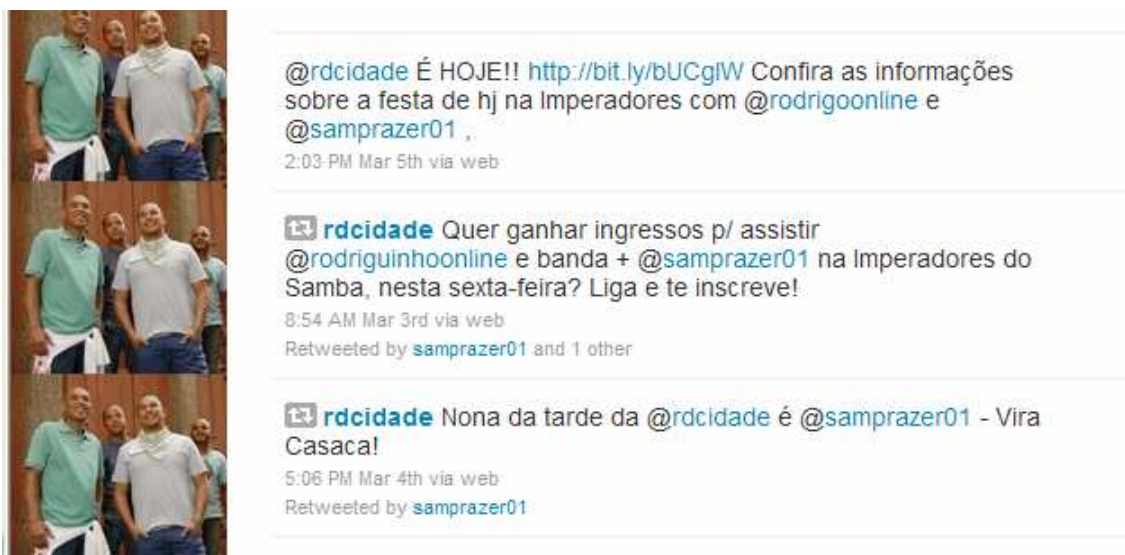 @rdcidade É HOJE!! http://bit.ly/bUCglW Confira as informações
sobre a festa de hj na Imperadores com @rodrigoonline e
@samprazer01 ,
2:03 PM Mar 5th via web
rdcidade Quer ganhar ingressos p/ assistir
@rodriguinhoonline e banda + @samprazer01 na Imperadores do
Samba, nesta sexta-feira? Liga e te inscreve!
8:54 AM Mar 3rd via web
Retweeted by samprazer01 and 1 other
rdcidade Nona da tarde da @rdcidade é @samprazer01 - Vira
Casaca!
5:06 PM Mar 4th via web
Retweeted by samprazer01